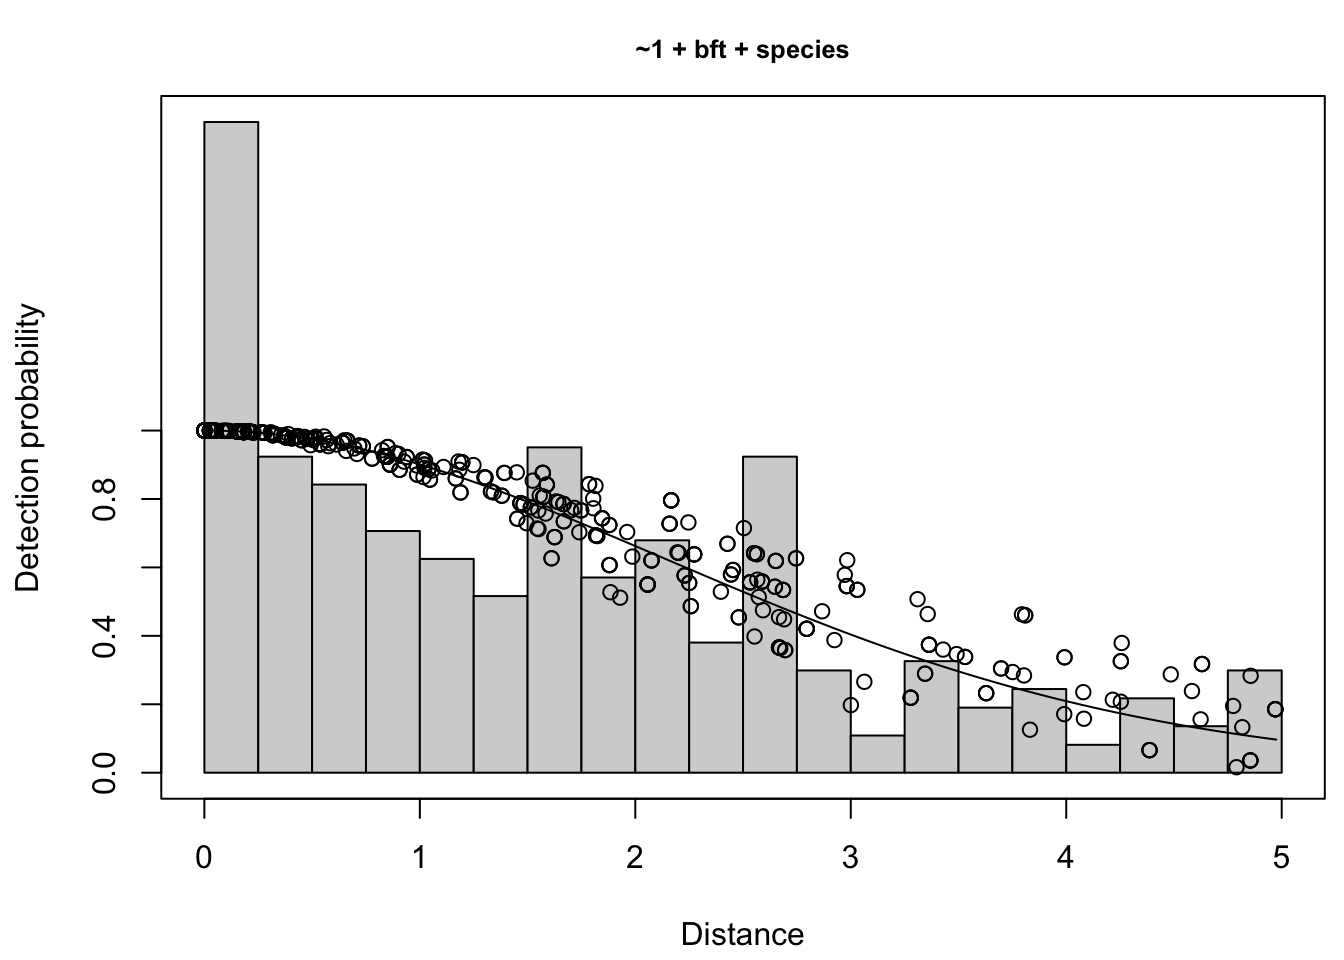 ~1 + bft + species
Detection probability
0.8
0.4
0.0
0 1 2 3 4 5
Distance